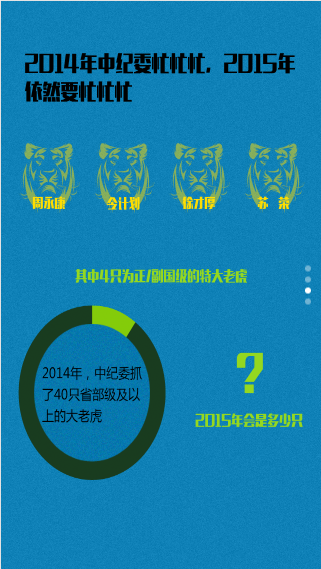 2014年中纪委忙忙忙，2015年
依然要忙忙忙
周永康 令计划 徐才厚 苏 荣
其中4只为正/副国级的特大老虎
2014年，中纪委抓
了40只省部级及以
上的大老虎
?
2015年会是多少只